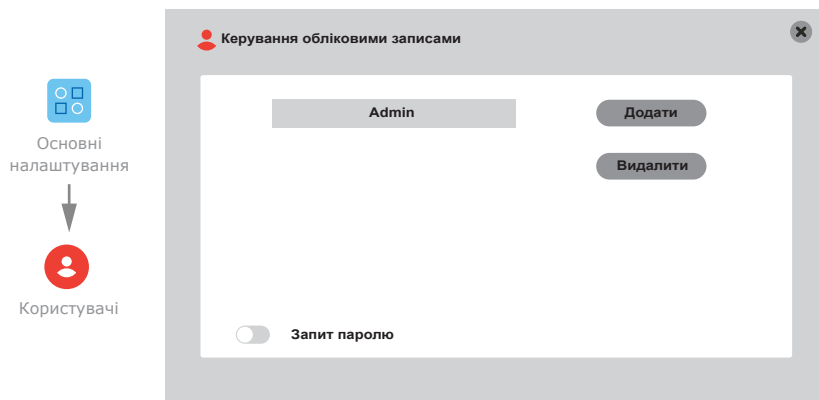 Керування обліковими записами
Основні
налаштування
Користувачі
Admin
Додати
Видалити
Запит паролю